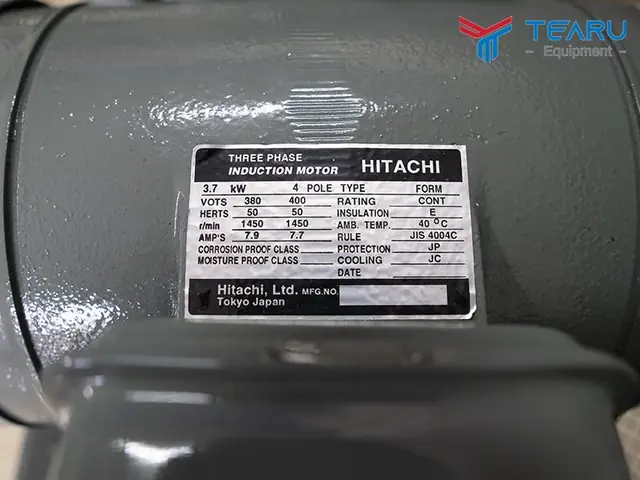 TEARU
Equipment
THREE PHASE
INDUCTION MOTOR HITACHI
3.7 kW 4 POLE TYPE FORM
VOTS 380 400 RATING CONT
HERTS 50 50 INSULATION E
r/min 1450 1450 AMB. TEMP. 40 °C
AMP'S 7.9 7.7 RULE JIS 4004C
CORROSION PROOF CLASS PROTECTION JP
MOISTURE PROOF CLASS COOLING JC
DATE
Hitachi, Ltd. MFG.NO.
Tokyo Japan